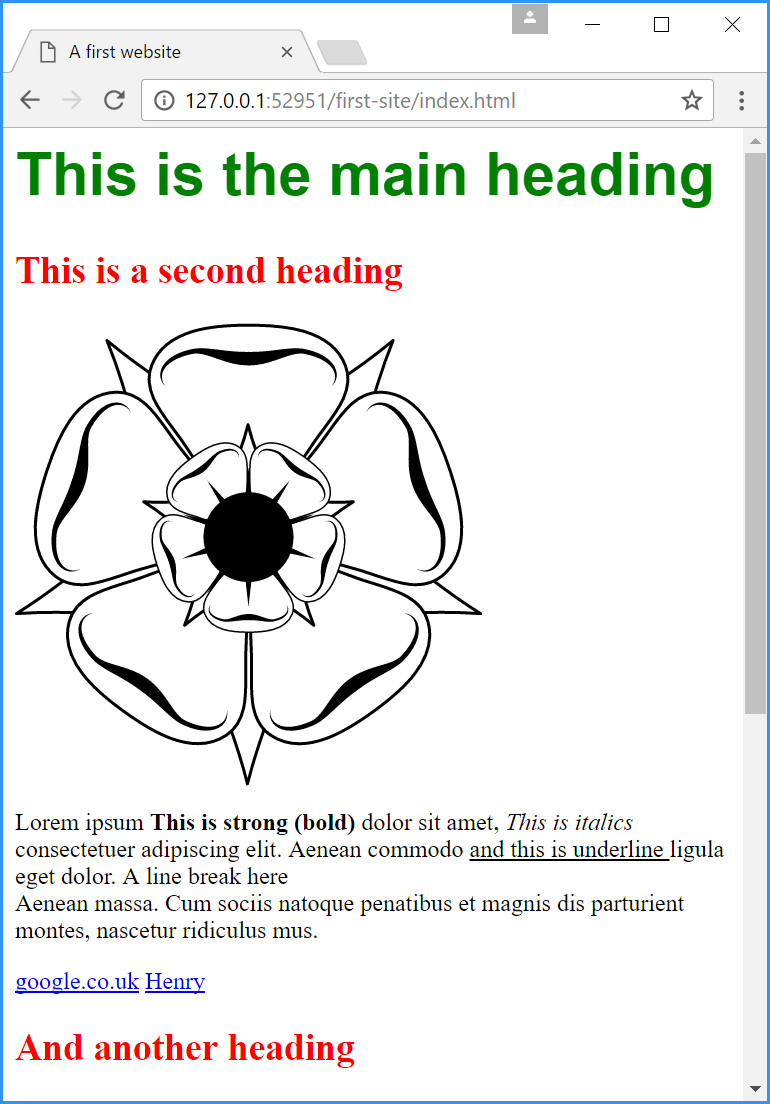 A first website
127.0.0.1:52951/first-site/index.html
This is the main heading
This is a second heading
Lorem ipsum This is strong (bold) dolor sit amet, This is italics
consectetuer adipiscing elit. Aenean commodo and this is underline ligula
eget dolor. A line break here
Aenean massa. Cum sociis natoque penatibus et magnis dis parturient
montes, nascetur ridiculus mus.
google.co.uk Henry
And another heading